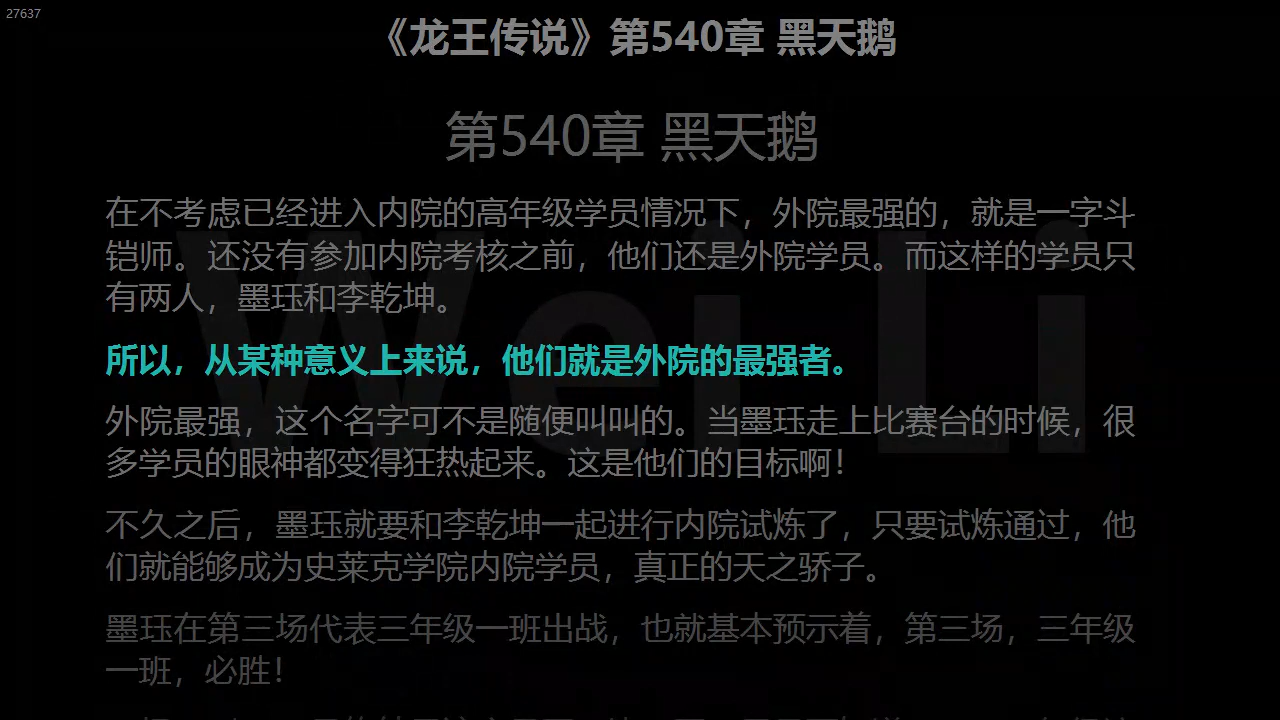 27637
《龙王传说》第540章 黑天鹅
第540章 黑天鹅
在不考虑已经进入内院的高年级学员情况下，外院最强的，就是一字斗
铠师。还没有参加内院考核之前，他们还是外院学员。而这样的学员只
有两人，墨珏和李乾坤。
所以，从某种意义上来说，他们就是外院的最强者。
外院最强，这个名字可不是随便叫叫的。当墨珏走上比赛台的时候，很
多学员的眼神都变得狂热起来。这是他们的目标啊！
不久之后，墨珏就要和李乾坤一起进行内院试炼了，只要试炼通过，他
们就能够成为史莱克学院内院学员，真正的天之骄子。
墨珏在第三场代表三年级一班出战，也就基本预示着，第三场，三年级
一班，必胜！
Wei Li